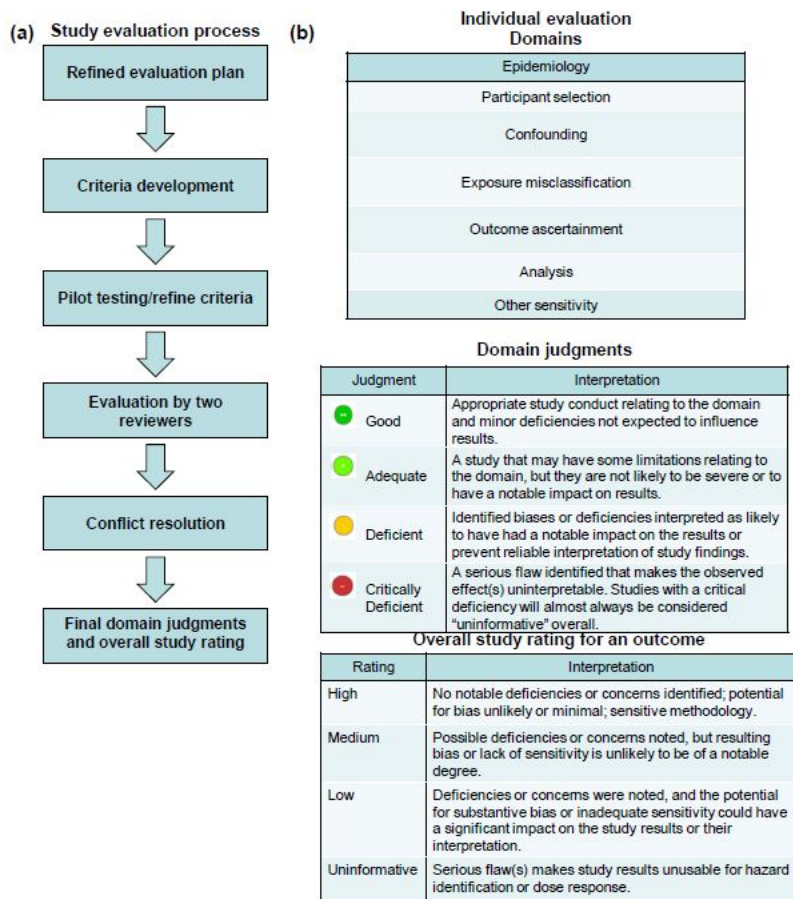 (a) Study evaluation process
Refined evaluation plan
Criteria development
Pilot testing/refine criteria
Evaluation by two
reviewers
Conflict resolution
Final domain judgments
and overall study rating
(b) Individual evaluation
Domains
Epidemiology
Participant selection
Confounding
Exposure misclassification
Outcome ascertainment
Analysis
Other sensitivity
Domain judgments
Judgment Interpretation
++ Good
Appropriate study conduct relating to the domain
and minor deficiencies not expected to influence
results.
+ Adequate
A study that may have some limitations relating to
the domain, but they are not likely to be severe or to
have a notable impact on results.
Deficient
Identified biases or deficiencies interpreted as likely
to have had a notable impact on the results or
prevent reliable interpretation of study findings.
- Critically
Deficient
A serious flaw identified that makes the observed
effect(s) uninterpretable. Studies with a critical
deficiency will almost always be considered
“uninformative” overall.
Overall study rating for an outcome
Rating Interpretation
High
No notable deficiencies or concerns identified; potential
for bias unlikely or minimal; sensitive methodology.
Medium
Possible deficiencies or concerns noted, but resulting
bias or lack of sensitivity is unlikely to be of a notable
degree.
Low
Deficiencies or concerns were noted, and the potential
for substantive bias or inadequate sensitivity could have
a significant impact on the study results or their
interpretation.
Uninformative
Serious flaw(s) makes study results unusable for hazard
identification or dose response.